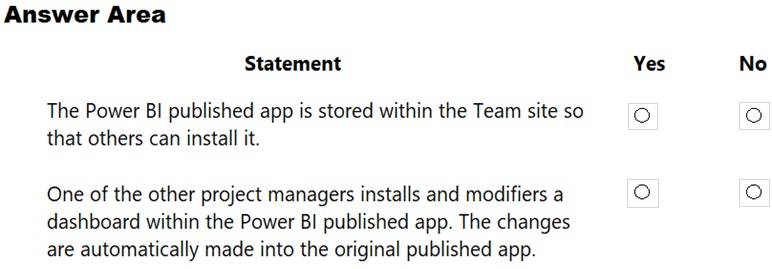 Answer Area
Statement Yes No
The Power BI published app is stored within the Team site so
that others can install it.
One of the other project managers installs and modifiers a
dashboard within the Power BI published app. The changes
are automatically made into the original published app.